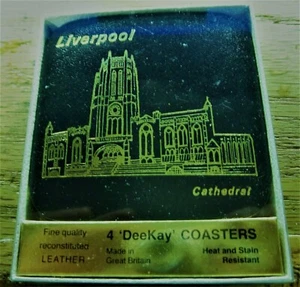 Liverpool
Cathedral
Fine quality
reconstituted
LEATHER
4 'DeeKay' COASTERS
Made in
Great Britain
Heat and Stain
Resistant